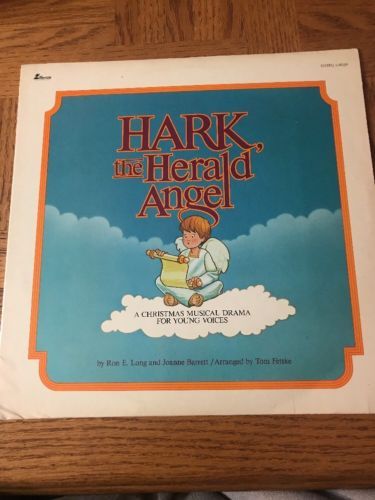 HARK,
the Herald
Angel
A CHRISTMAS MUSICAL DRAMA
FOR YOUNG VOICES
by Ron E. Long and Joanne Barrett / Arranged by Tom Fettke